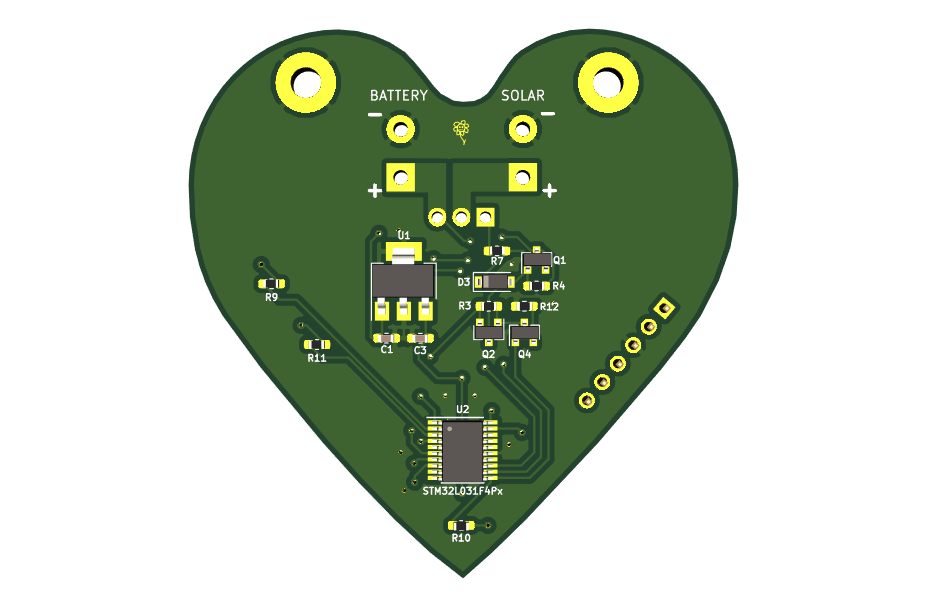 BATTERY SOLAR
- -
+ +
U1
R7 Q1
D3
R4
R9
R3 R12
C1 C3
Q2 Q4
R11
U2
STM32L031F4Px
R10